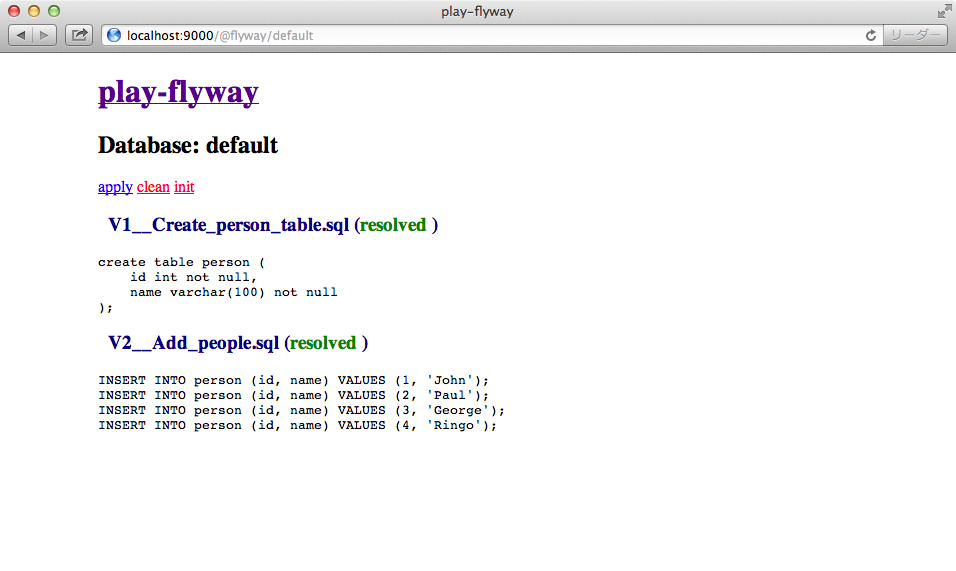 play-flyway
localhost:9000/@flyway/default
リーダー
play-flyway
Database: default
apply clean init
V1__Create_person_table.sql (resolved )
create table person (
    id int not null,
    name varchar(100) not null
);
V2__Add_people.sql (resolved )
INSERT INTO person (id, name) VALUES (1, 'John');
INSERT INTO person (id, name) VALUES (2, 'Paul');
INSERT INTO person (id, name) VALUES (3, 'George');
INSERT INTO person (id, name) VALUES (4, 'Ringo');